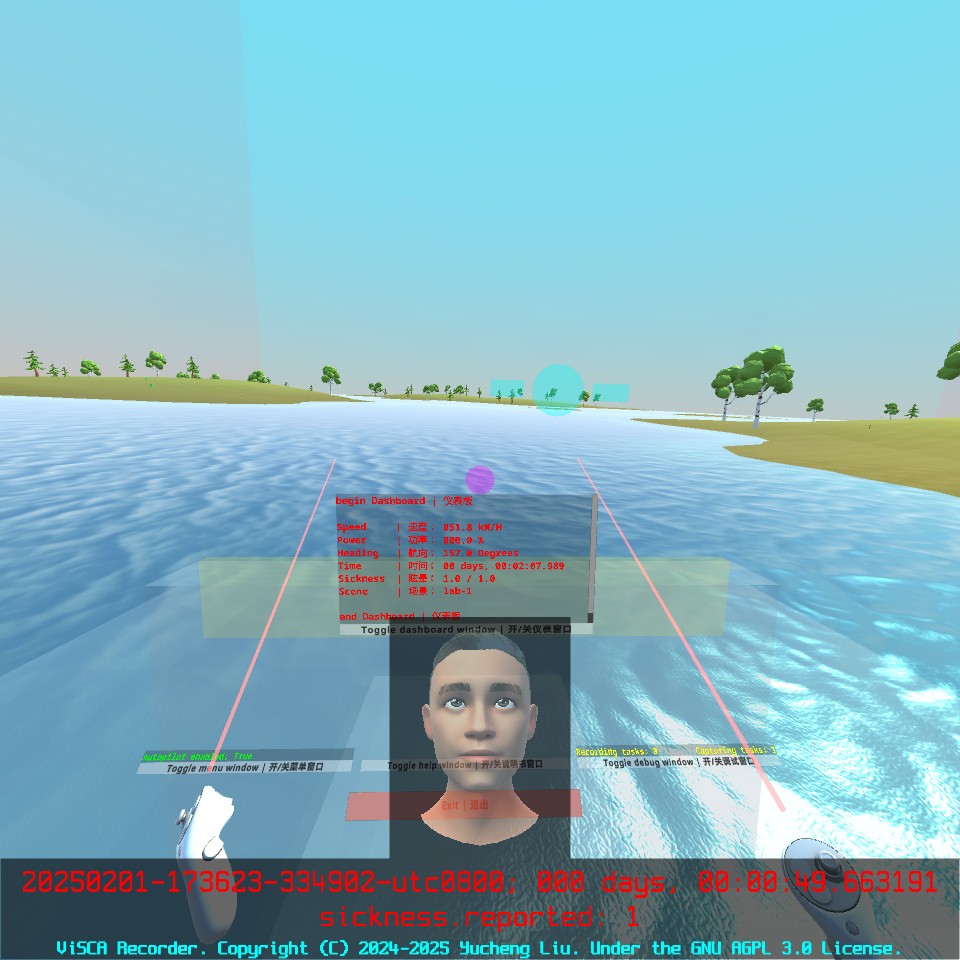 begin Dashboard | 仪表板
Speed | 速度: 051.8 kM/H
Power | 功率: 000.0 %
Heading | 航向: 157.0 Degrees
Time | 时间: 00 days, 00:02:07.989
Sickness | 眩晕: 1.0 / 1.0
Scene | 场景: lab-1
end Dashboard | 仪表板
Toggle dashboard window | 开/关仪表窗口
Autopilot enabled: True
Recording tasks: 0 Capturing tasks: 1
Toggle menu window | 开/关菜单窗口
Toggle help window | 开/关说明书窗口
Toggle debug window | 开/关调试窗口
Exit | 退出
20250201-173623-334902-utc0800; 000 days, 00:00:49.663191
sickness.reported: 1
ViSCA Recorder. Copyright (C) 2024-2025 Yucheng Liu. Under the GNU AGPL 3.0 License.